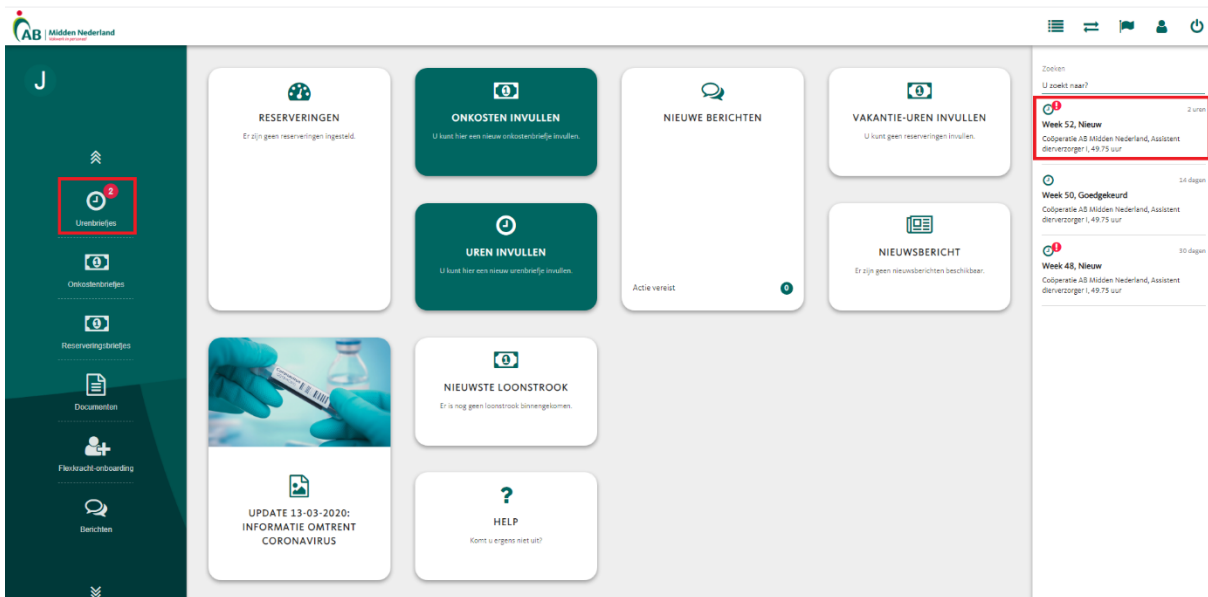 AB Midden Nederland
Vakwerk in personeel
J
2
Urenbriefjes
Onkostenbriefjes
Reserveringsbriefjes
Documenten
Flexkracht-onboarding
Berichten
RESERVERINGEN
Er zijn geen reserveringen ingesteld.
ONKOSTEN INVULLEN
U kunt hier een nieuw onkostenbriefje invullen.
NIEUWE BERICHTEN
Actie vereist
0
VAKANTIE-UREN INVULLEN
U kunt geen reserveringen invullen.
UREN INVULLEN
U kunt hier een nieuw urenbriefje invullen.
NIEUWSBERICHT
Er zijn geen nieuwsberichten beschikbaar.
UPDATE 13-03-2020:
INFORMATIE OMTRENT
CORONAVIRUS
NIEUWSTE LOONSTROOK
Er is nog geen loonstrook binnengekomen.
?
HELP
Komt u ergens niet uit?
Zoeken
U zoekt naar?
2 uren
Week 52, Nieuw
Coöperatie AB Midden Nederland, Assistent
dierverzorger I, 49.75 uur
14 dagen
Week 50, Goedgekeurd
Coöperatie AB Midden Nederland, Assistent
dierverzorger I, 49.75 uur
30 dagen
Week 48, Nieuw
Coöperatie AB Midden Nederland, Assistent
dierverzorger I, 49.75 uur